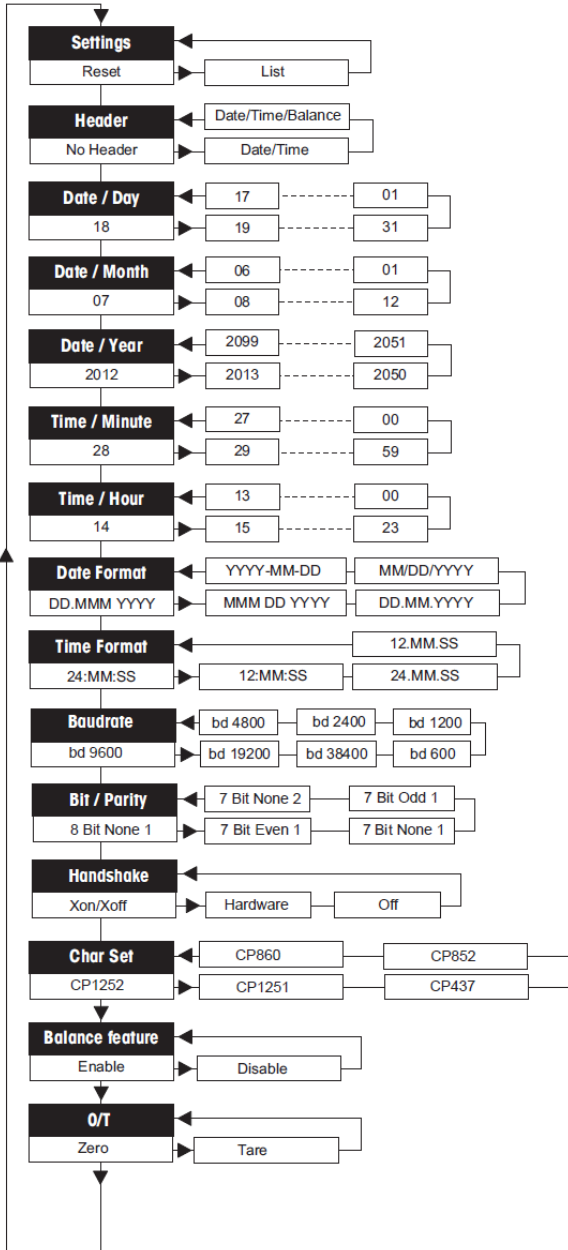 Settings
Reset List
Header Date/Time/Balance
No Header Date/Time
Date / Day 17 01
18 19 31
Date / Month 06 01
07 08 12
Date / Year 2099 2051
2012 2013 2050
Time / Minute 27 00
28 29 59
Time / Hour 13 00
14 15 23
Date Format YYYY-MM-DD MM/DD/YYYY
DD.MMM YYYY MMM DD YYYY DD.MM.YYYY
Time Format 12.MM.SS
24:MM:SS 12:MM:SS 24.MM.SS
Baudrate bd 4800 bd 2400 bd 1200
bd 9600 bd 19200 bd 38400 bd 600
Bit / Parity 7 Bit None 2 7 Bit Odd 1
8 Bit None 1 7 Bit Even 1 7 Bit None 1
Handshake
Xon/Xoff Hardware Off
Char Set CP860 CP852
CP1252 CP1251 CP437
Balance feature
Enable Disable
0/T
Zero Tare